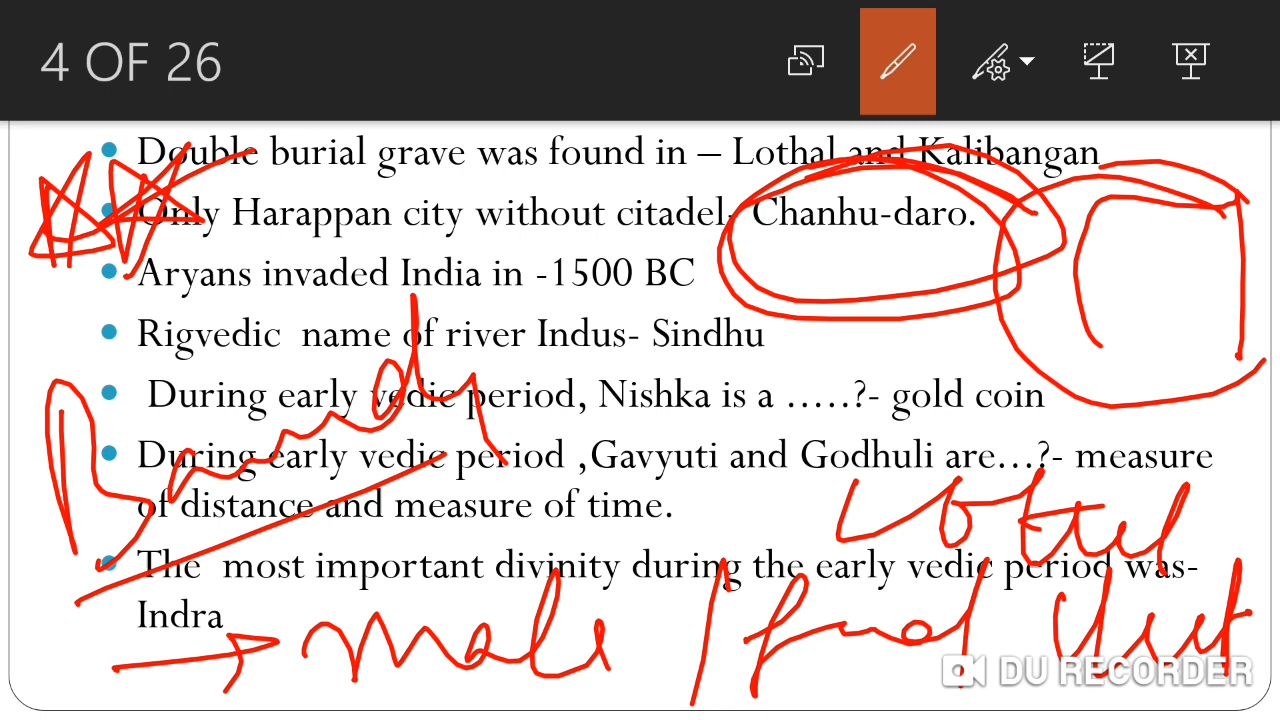 4 OF 26
• Double burial grave was found in – Lothal and Kalibangan
• Only Harappan city without citadel- Chanhu-daro.
• Aryans invaded India in -1500 BC
• Rigvedic name of river Indus- Sindhu
• During early vedic period, Nishka is a .....?- gold coin
• During early vedic period ,Gavyuti and Godhuli are...?- measure
of distance and measure of time.
• The most important divinity during the early vedic period was-
Indra
male /
DU RECORDER